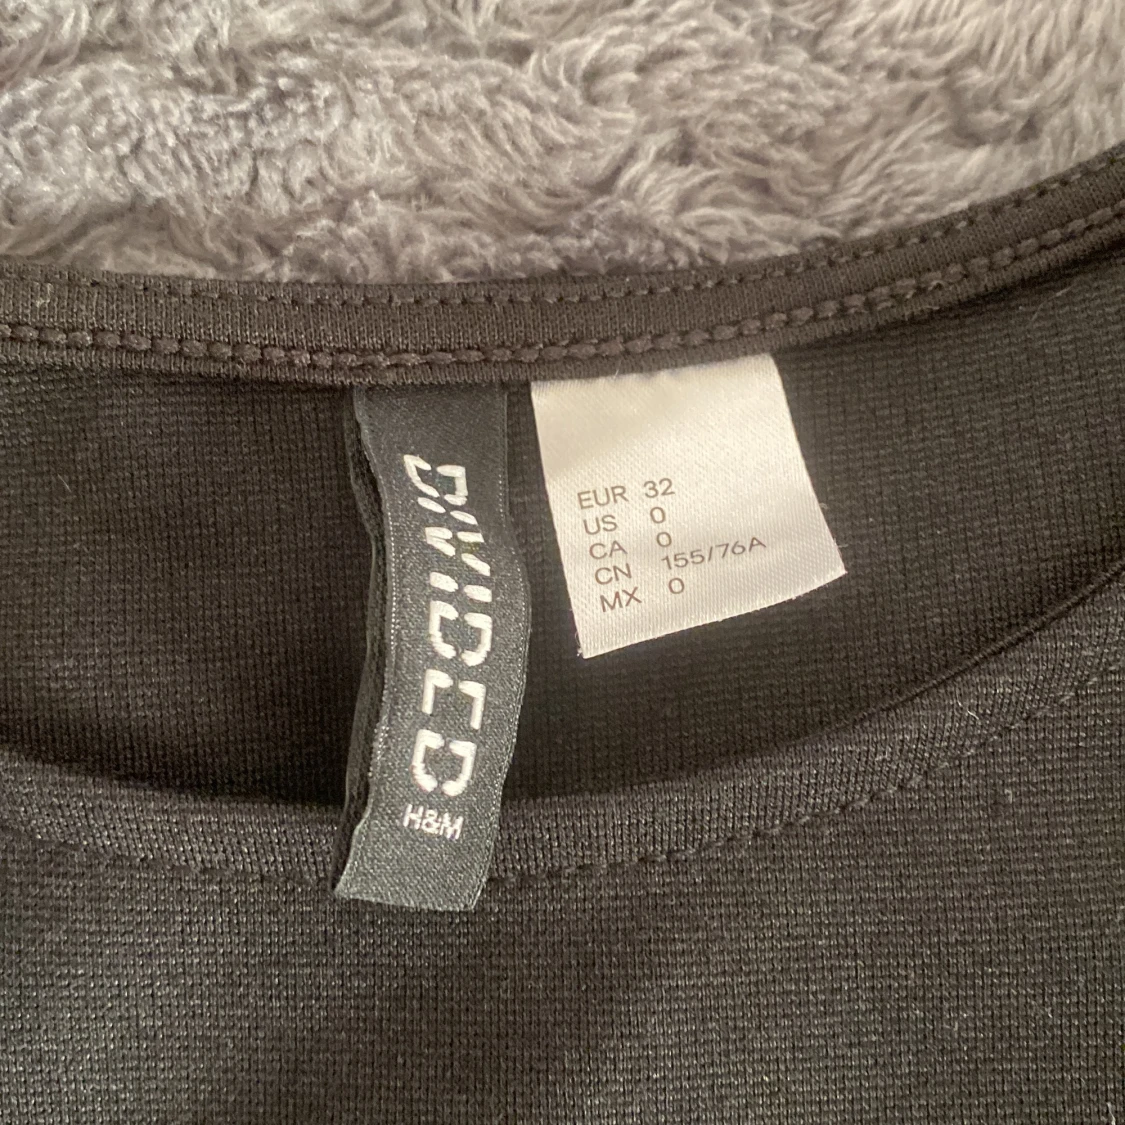 DIVIDED
H&M
EUR 32
US 0
CA 0
CN 155/76A
MX 0